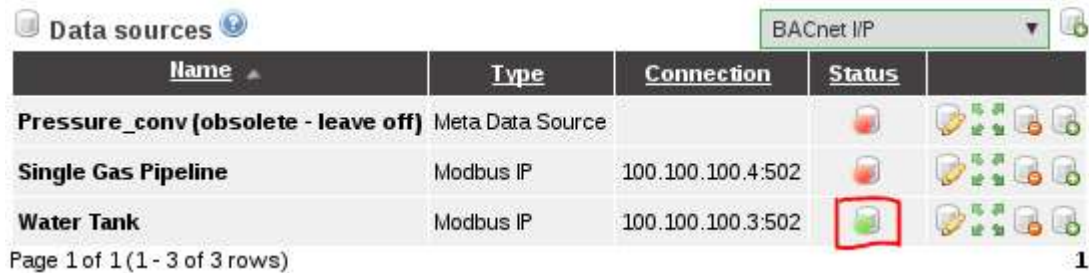 Data sources
BACnet I/P
Name Type Connection Status
Pressure_conv (obsolete - leave off) Meta Data Source
Single Gas Pipeline Modbus IP 100.100.100.4:502
Water Tank Modbus IP 100.100.100.3:502
Page 1 of 1 (1 - 3 of 3 rows) 1